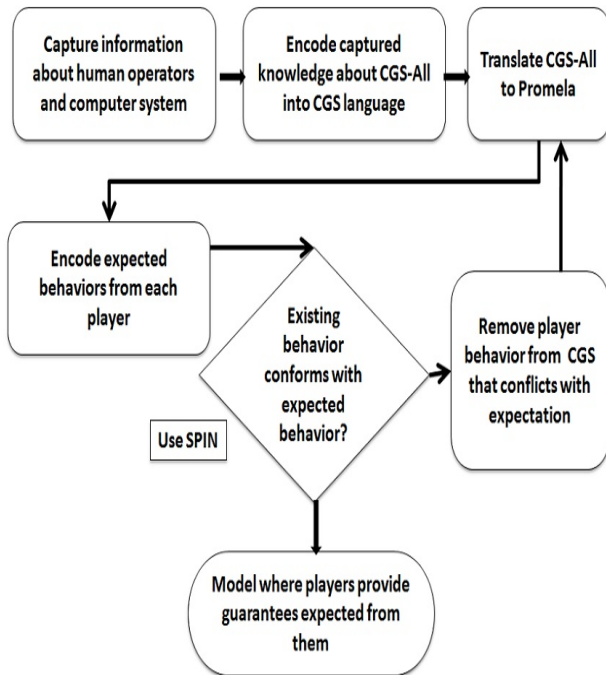 Capture information
about human operators
and computer system
Encode captured
knowledge about CGS-All
into CGS language
Translate CGS-All
to Promela
Encode expected
behaviors from each
player
Existing
behavior
conforms with
expected
behavior?
Use SPIN
Remove player
behavior from CGS
that conflicts with
expectation
Model where players provide
guarantees expected from
them